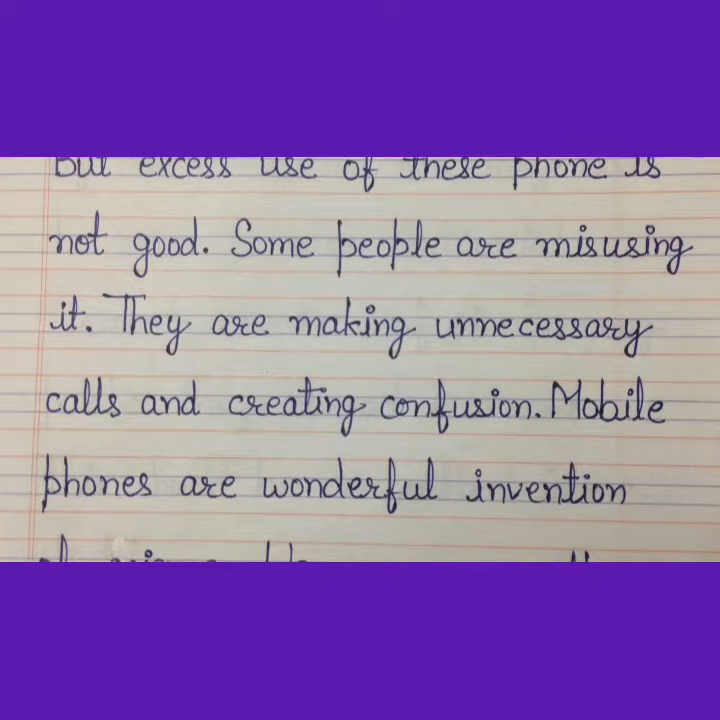 But excess use of these phone is
not good. Some people are misusing
it. They are making unnecessary
calls and creating confusion. Mobile
phones are wonderful invention
of